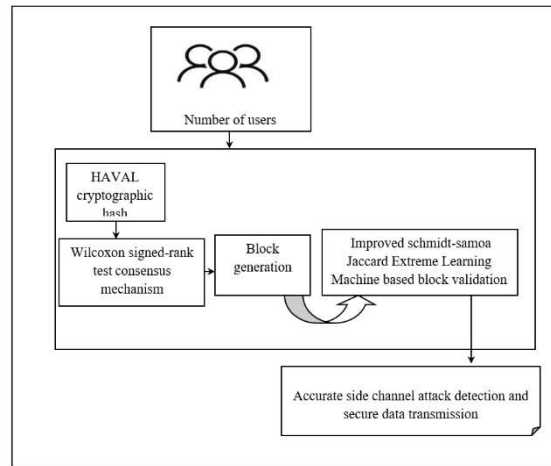 Number of users
HAVAL
cryptographic
hash
Wilcoxon signed-rank
test consensus
mechanism
Block
generation
Improved schmidt-samoa
Jaccard Extreme Learning
Machine based block validation
Accurate side channel attack detection and
secure data transmission